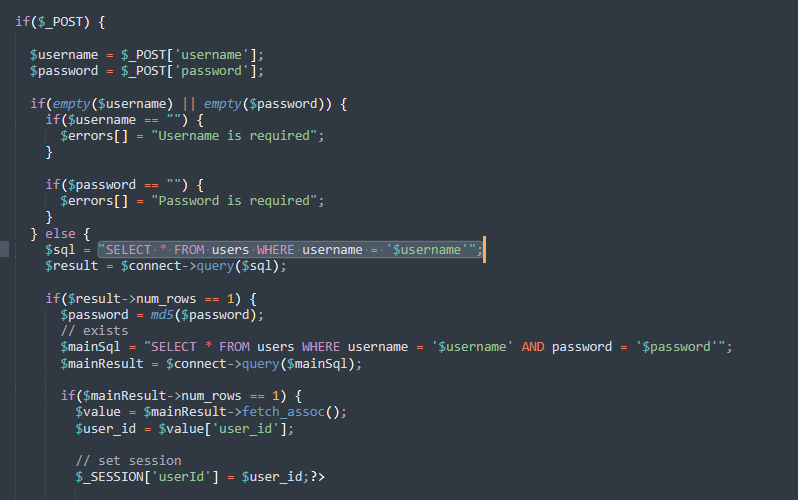 if($_POST) {
$username = $_POST['username'];
$password = $_POST['password'];
if(empty($username) || empty($password)) {
if($username == "") {
$errors[] = "Username is required";
}
if($password == "") {
$errors[] = "Password is required";
}
} else {
$sql = "SELECT * FROM users WHERE username = '$username'";
$result = $connect->query($sql);
if($result->num_rows == 1) {
$password = md5($password);
// exists
$mainSql = "SELECT * FROM users WHERE username = '$username' AND password = '$password'";
$mainResult = $connect->query($mainSql);
if($mainResult->num_rows == 1) {
$value = $mainResult->fetch_assoc();
$user_id = $value['user_id'];
// set session
$_SESSION['userId'] = $user_id;?>